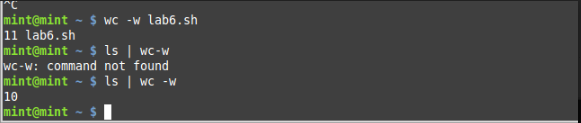 ^C
mint@mint ~ $ wc -w lab6.sh
11 lab6.sh
mint@mint ~ $ ls | wc-w
wc-w: command not found
mint@mint ~ $ ls | wc -w
10
mint@mint ~ $